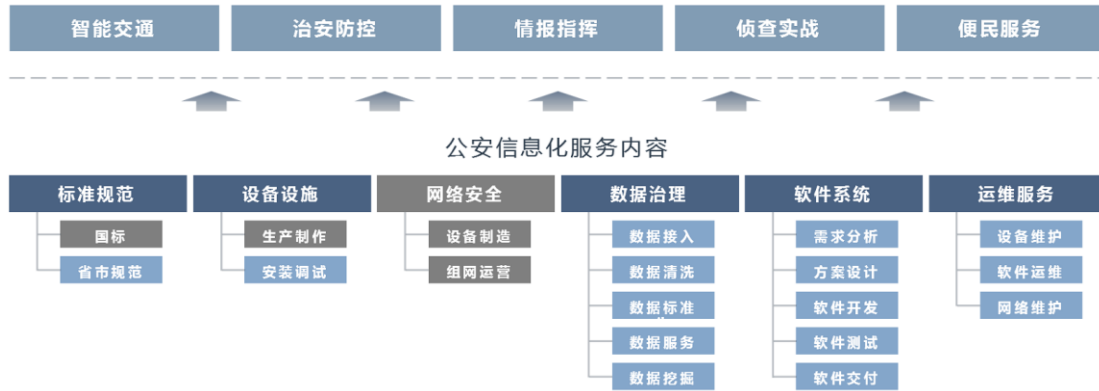 智能交通 治安防控 情报指挥 侦查实战 便民服务
公安信息化服务内容
标准规范 设备设施 网络安全 数据治理 软件系统 运维服务
国标 生产制作 设备制造 数据接入 需求分析 设备维护
省市规范 安装调试 组网运营 数据清洗 方案设计 软件运维
数据标准 软件开发 网络维护
数据服务 软件测试
数据挖掘 软件交付